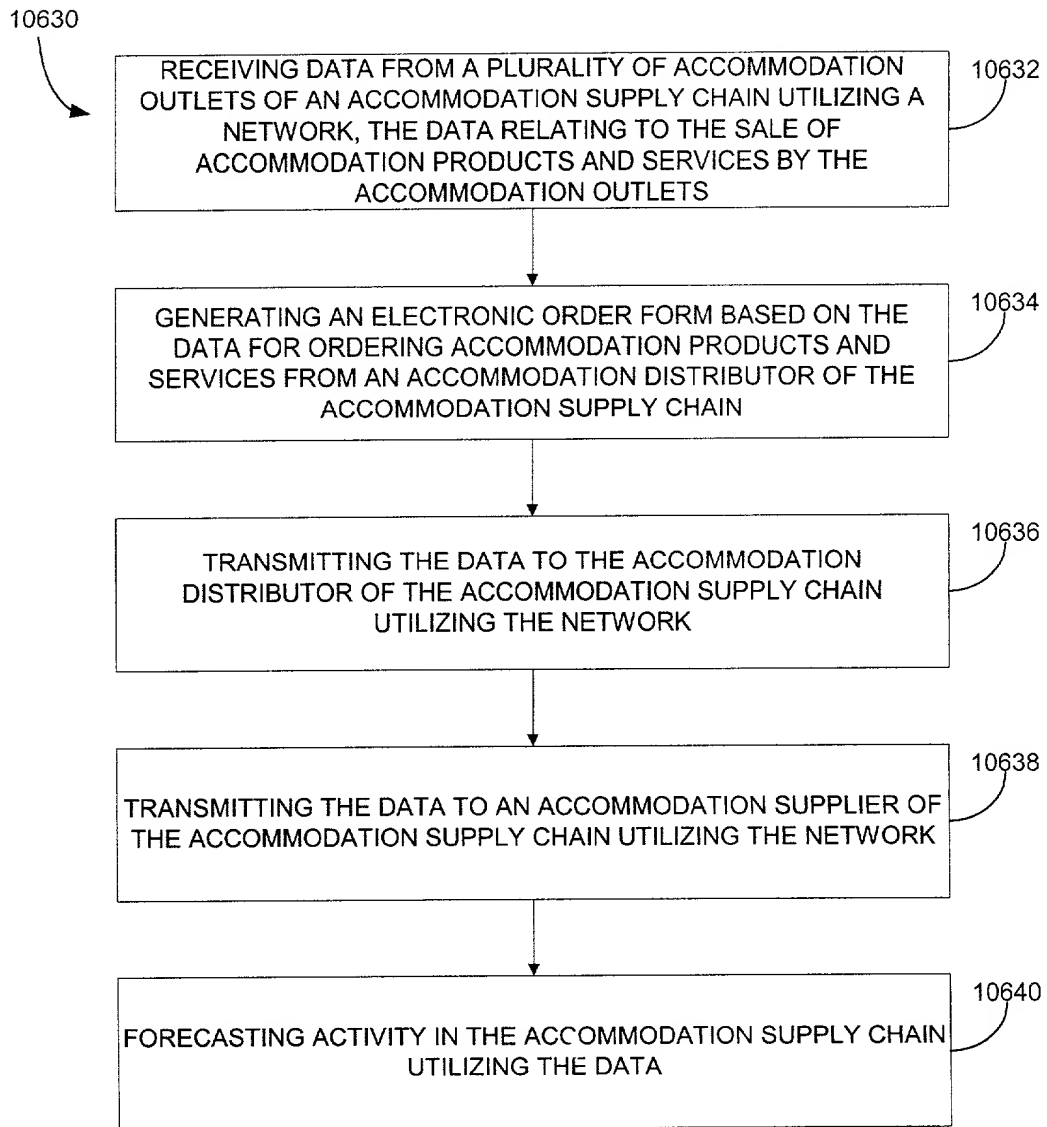 10630
RECEIVING DATA FROM A PLURALITY OF ACCOMMODATION
OUTLETS OF AN ACCOMMODATION SUPPLY CHAIN UTILIZING A
NETWORK, THE DATA RELATING TO THE SALE OF
ACCOMMODATION PRODUCTS AND SERVICES BY THE
ACCOMMODATION OUTLETS
10632
GENERATING AN ELECTRONIC ORDER FORM BASED ON THE
DATA FOR ORDERING ACCOMMODATION PRODUCTS AND
SERVICES FROM AN ACCOMMODATION DISTRIBUTOR OF THE
ACCOMMODATION SUPPLY CHAIN
10634
TRANSMITTING THE DATA TO THE ACCOMMODATION
DISTRIBUTOR OF THE ACCOMMODATION SUPPLY CHAIN
UTILIZING THE NETWORK
10636
TRANSMITTING THE DATA TO AN ACCOMMODATION SUPPLIER OF
THE ACCOMMODATION SUPPLY CHAIN UTILIZING THE NETWORK
10638
FORECASTING ACTIVITY IN THE ACCOMMODATION SUPPLY CHAIN
UTILIZING THE DATA
10640